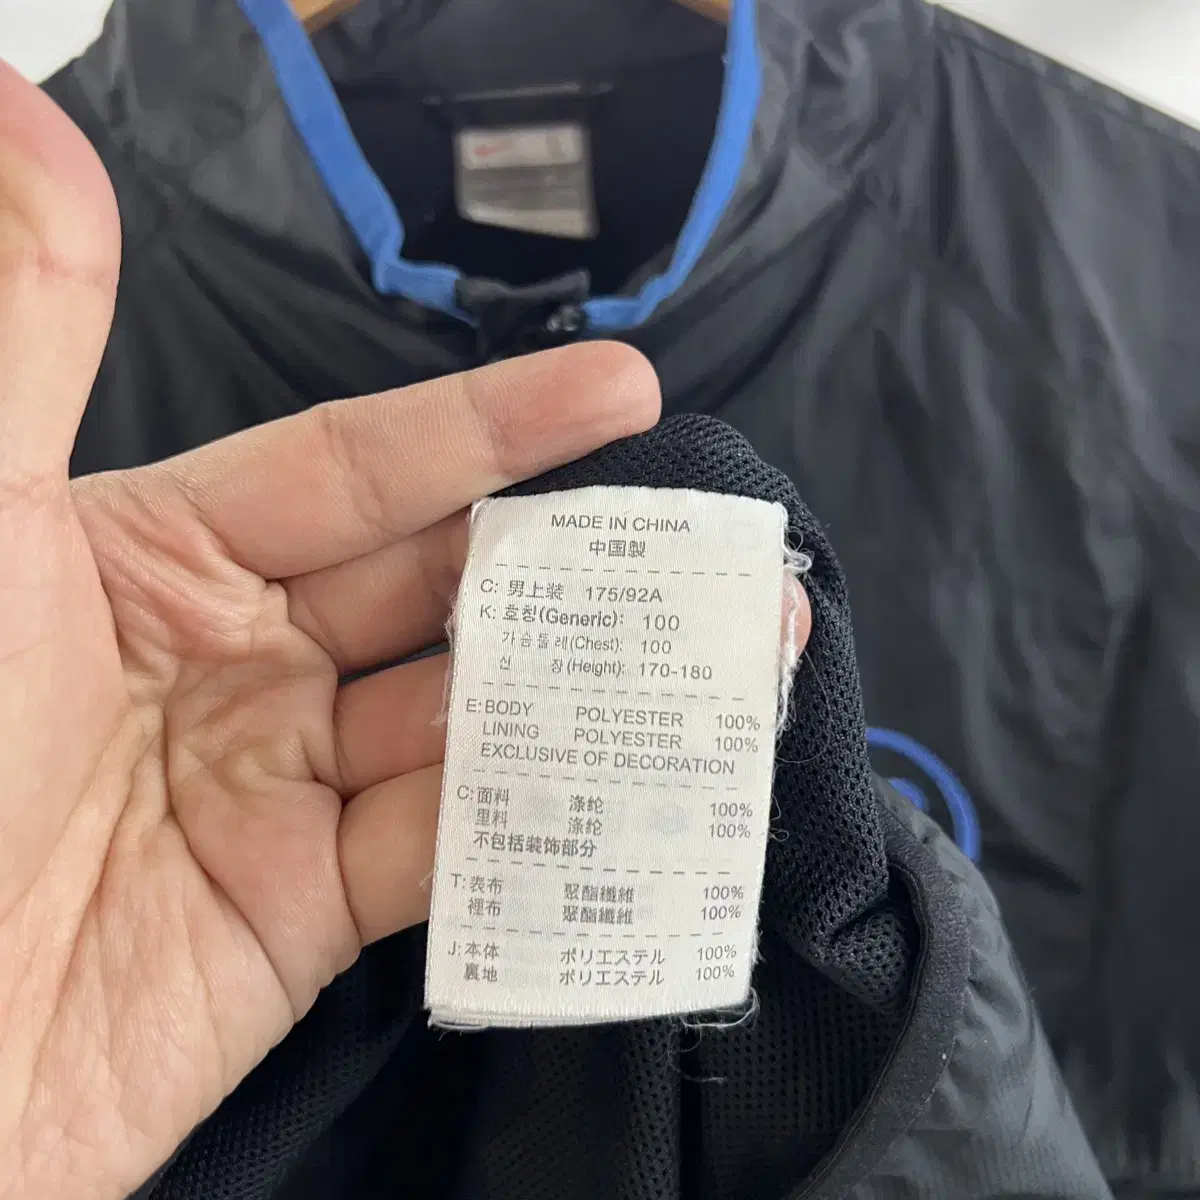 MADE IN CHINA
中国製
C: 男上装 175/92A
K: 호칭(Generic): 100
가슴둘레(Chest): 100
신 장(Height): 170-180
E: BODY POLYESTER 100%
LINING POLYESTER 100%
EXCLUSIVE OF DECORATION
C: 面料 涤纶 100%
里料 涤纶 100%
不包括装饰部分
T: 表布 聚酯纖維 100%
裡布 聚酯纖維 100%
J: 本体 ポリエステル 100%
裏地 ポリエステル 100%